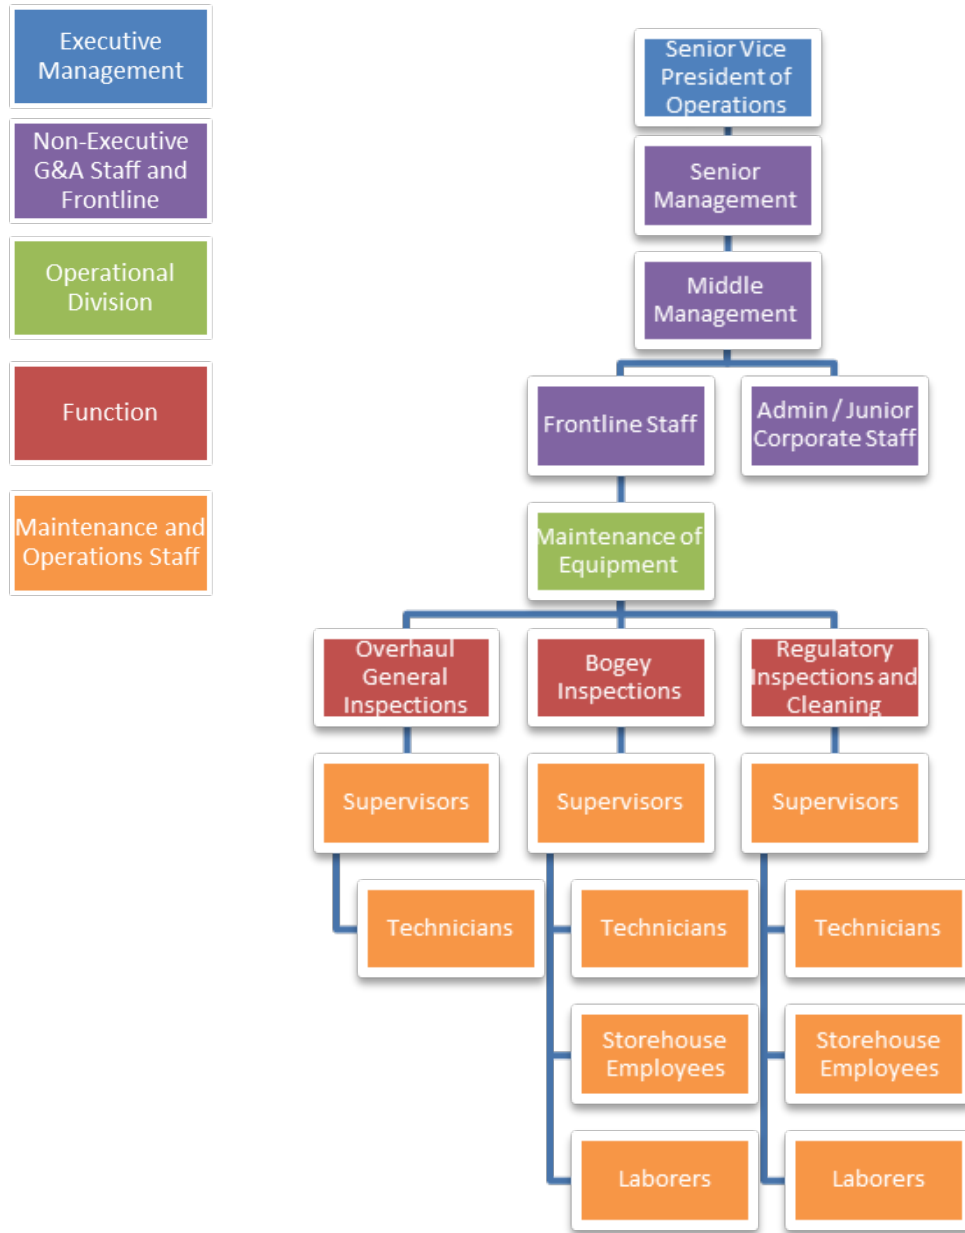 Executive
Management
Non-Executive
G&A Staff and
Frontline
Operational
Division
Function
Maintenance and
Operations Staff
Senior Vice
President of
Operations
Senior
Management
Middle
Management
Frontline Staff
Admin / Junior
Corporate Staff
Maintenance of
Equipment
Overhaul
General
Inspections
Bogey
Inspections
Regulatory
Inspections and
Cleaning
Supervisors
Supervisors
Supervisors
Technicians
Technicians
Technicians
Storehouse
Employees
Storehouse
Employees
Laborers
Laborers